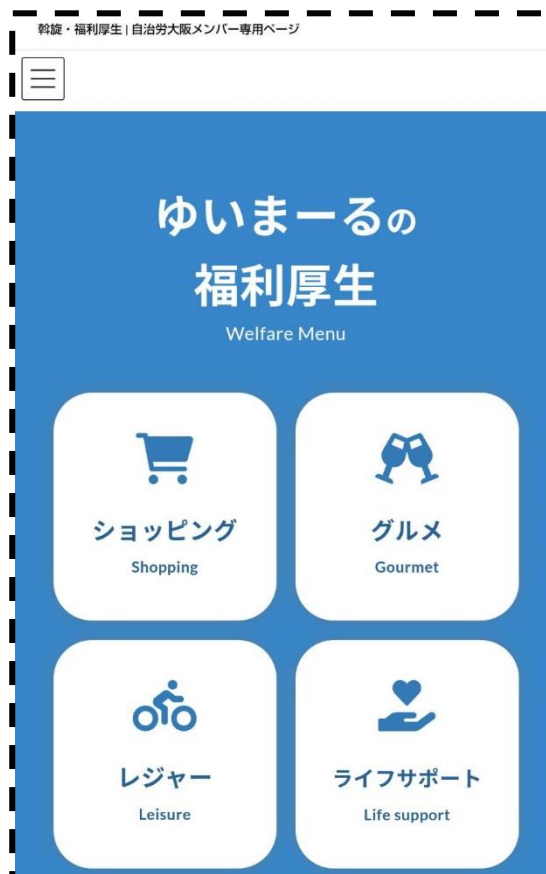 斡旋・福利厚生 | 自治労大阪メンバー専用ページ
ゆいまーるの
福利厚生
Welfare Menu
ショッピング
Shopping
グルメ
Gourmet
レジャー
Leisure
ライフサポート
Life support